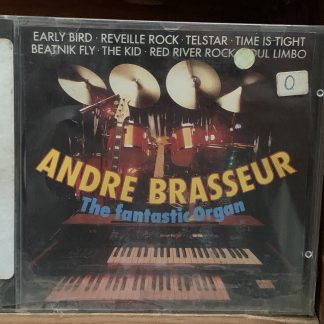 EARLY BIRD · REVEILLE ROCK · TELSTAR · TIME IS TIGHT
BEATNIK FLY · THE KID · RED RIVER ROCK · SOUL LIMBO
0
ANDRÉ BRASSEUR
The fantastic Organ